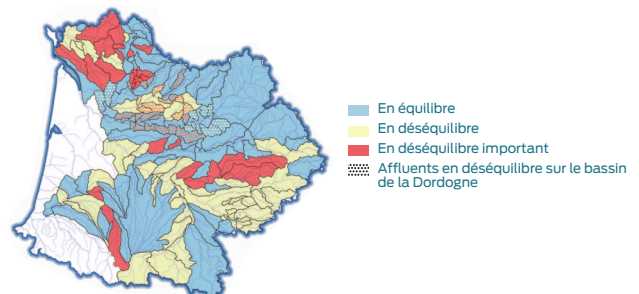 En équilibre
En déséquilibre
En déséquilibre important
Affluents en déséquilibre sur le bassin
de la Dordogne